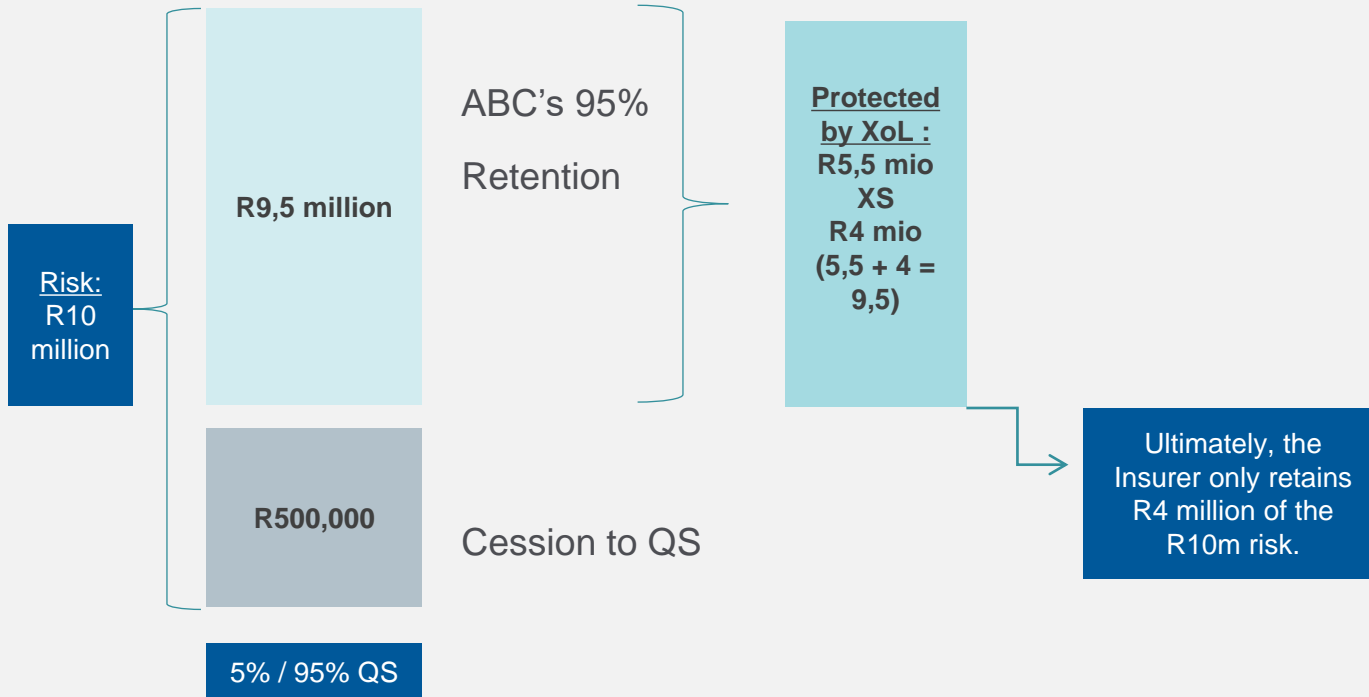 Risk:
R10
million
R9,5 million
ABC’s 95%
Retention
Protected
by XoL :
R5,5 mio
XS
R4 mio
(5,5 + 4 =
9,5)
R500,000
Cession to QS
Ultimately, the
Insurer only retains
R4 million of the
R10m risk.
5% / 95% QS